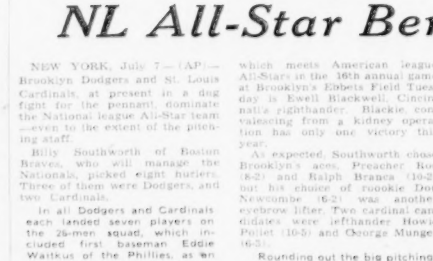 NL All-Star Ber
NEW YORK, July 7—(AP)—
Brooklyn Dodgers and St. Louis
Cardinals, at present in a dog
fight for the pennant, dominate
the National league All-Star team
—even to the extent of the pitch-
ing staff.
Billy Southworth of Boston
Braves, who will manage the
Nationals, picked eight hurlers.
Three of them were Dodgers, and
two Cardinals.
In all Dodgers and Cardinals
each landed seven players on
the 25-men squad, which in-
cluded first baseman Eddie
Waitkus of the Phillies, as an
which meets American league
All-Stars in the 16th annual game
at Brooklyn's Ebbets Field Tues
day is Ewell Blackwell, Cincin
nati's righthander. Blackie, con
valescing from a kidney opera
tion has only one victory this
year.
As expected, Southworth chose
Brooklyn's aces, Preacher Roe
(8-2) and Ralph Branca (10-2
but his choice of roookie Don
Newcombe (6-2) was another
eyebrow lifter. Two cardinal can
didates were lefthander Howi
Pollet (10-5) and George Munge
(6-5).
Rounding out the big pitching